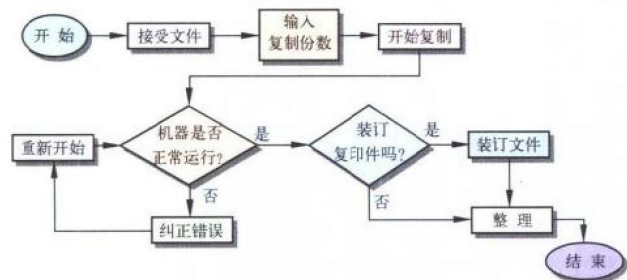 开 始
接受文件
输入
复制份数
开始复制
机器是否
正常运行?
是
装订
复印件吗?
是
装订文件
重新开始
否
纠正错误
否
整 理
结 束